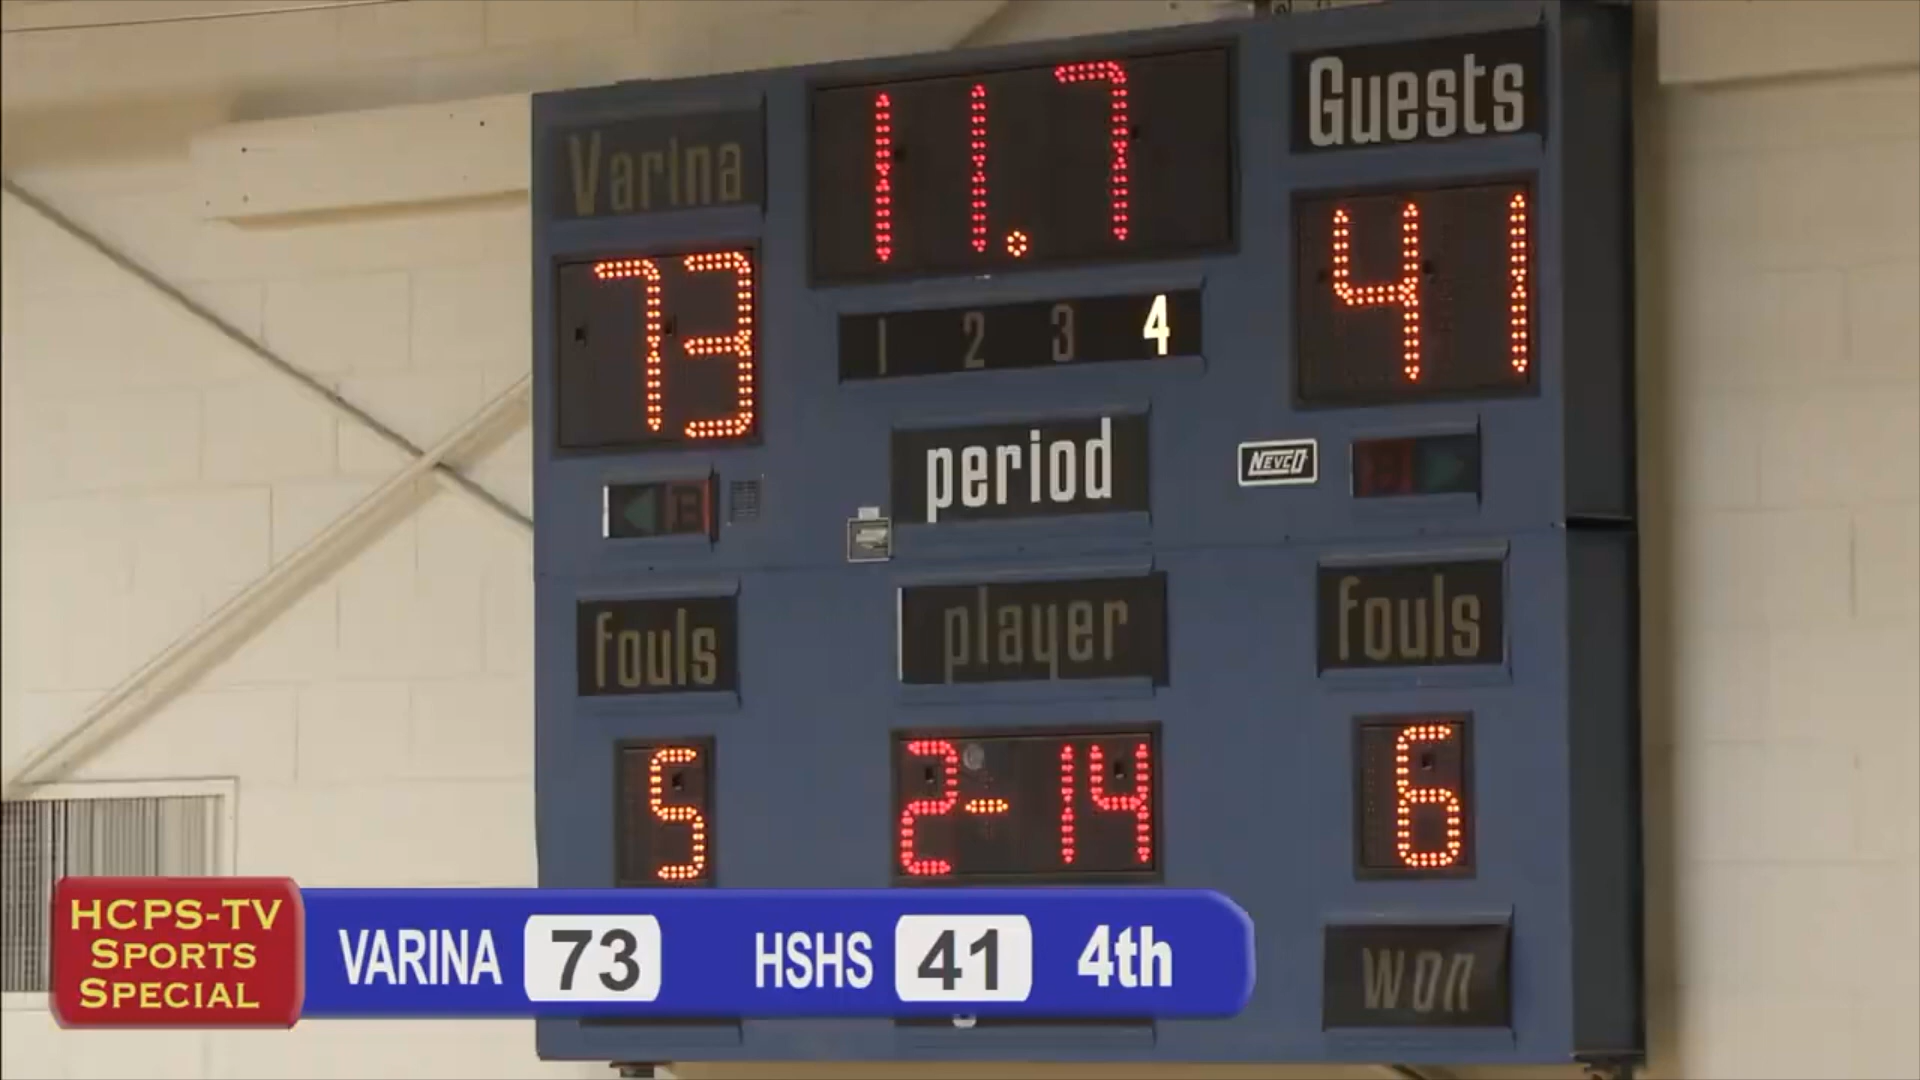 Varina
11.7
Guests
73
41
1 2 3 4
period
NEVCO
fouls
player
fouls
5
2-14
6
won
HCPS-TV
SPORTS
SPECIAL
VARINA 73 HSHS 41 4th